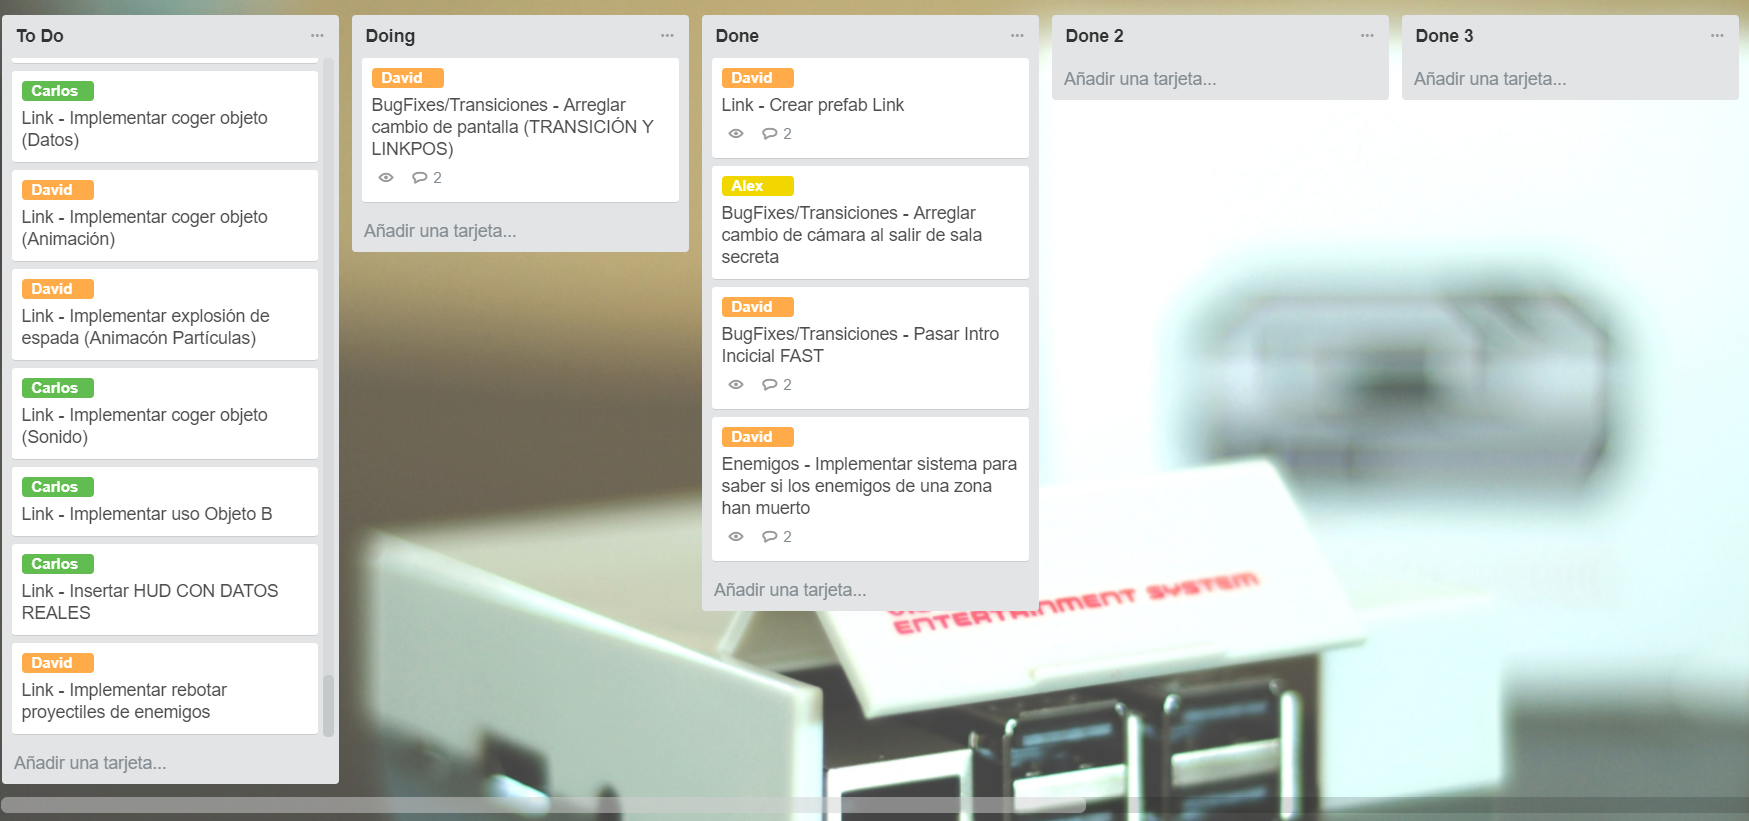 To Do
Carlos
Link - Implementar coger objeto
(Datos)
David
Link - Implementar coger objeto
(Animación)
David
Link - Implementar explosión de
espada (Animacón Partículas)
Carlos
Link - Implementar coger objeto
(Sonido)
Carlos
Link - Implementar uso Objeto B
Carlos
Link - Insertar HUD CON DATOS
REALES
David
Link - Implementar rebotar
proyectiles de enemigos
Añadir una tarjeta...
Doing
David
BugFixes/Transiciones - Arreglar
cambio de pantalla (TRANSICIÓN Y
LINKPOS)
2
Añadir una tarjeta...
Done
David
Link - Crear prefab Link
2
Alex
BugFixes/Transiciones - Arreglar
cambio de cámara al salir de sala
secreta
David
BugFixes/Transiciones - Pasar Intro
Incicial FAST
2
David
Enemigos - Implementar sistema para
saber si los enemigos de una zona
han muerto
2
Añadir una tarjeta...
Done 2
Añadir una tarjeta...
Done 3
Añadir una tarjeta...
ENTERTAINMENT SYSTEM